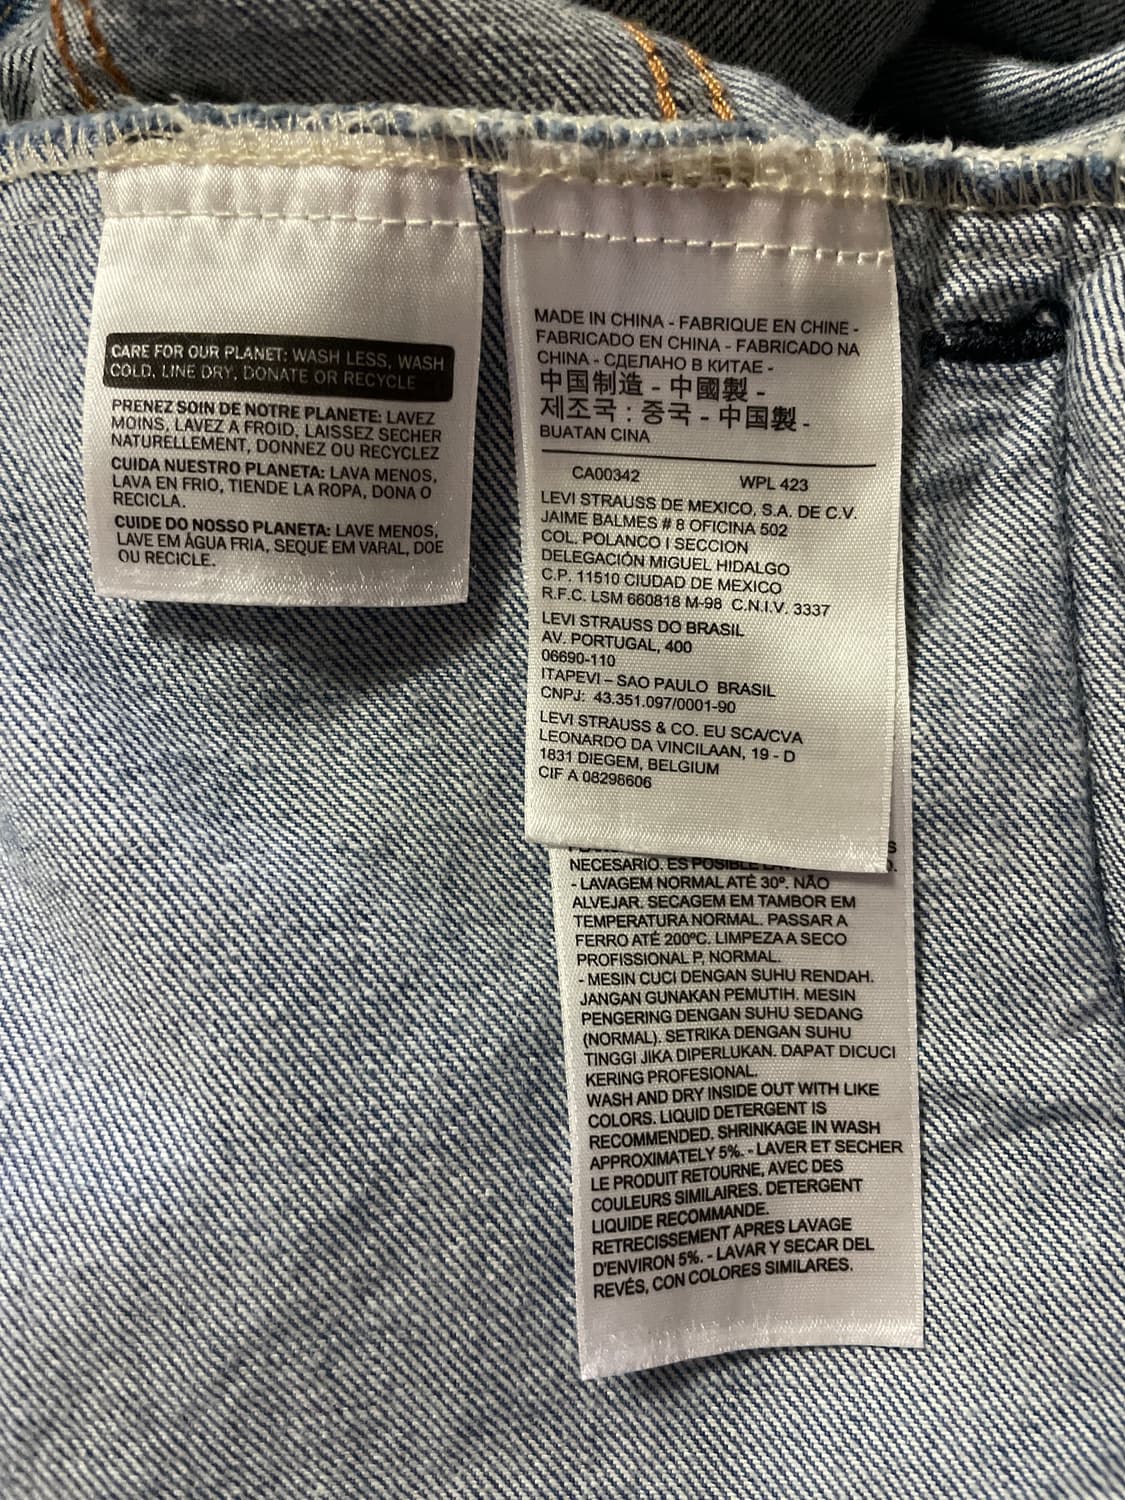 CARE FOR OUR PLANET: WASH LESS, WASH
COLD, LINE DRY, DONATE OR RECYCLE
PRENEZ SOIN DE NOTRE PLANETE: LAVEZ
MOINS, LAVEZ A FROID, LAISSEZ SECHER
NATURELLEMENT, DONNEZ OU RECYCLEZ
CUIDA NUESTRO PLANETA: LAVA MENOS,
LAVA EN FRIO, TIENDE LA ROPA, DONA O
RECICLA.
CUIDE DO NOSSO PLANETA: LAVE MENOS,
LAVE EM ÁGUA FRIA, SEQUE EM VARAL, DOE
OU RECICLE.
MADE IN CHINA - FABRIQUE EN CHINE -
FABRICADO EN CHINA - FABRICADO NA
CHINA - СДЕЛАНО В КИТАЕ -
中国制造 - 中國製 -
제조국 : 중국 - 中国製 -
BUATAN CINA
CA00342 WPL 423
LEVI STRAUSS DE MEXICO, S.A. DE C.V.
JAIME BALMES # 8 OFICINA 502
COL. POLANCO I SECCION
DELEGACIÓN MIGUEL HIDALGO
C.P. 11510 CIUDAD DE MEXICO
R.F.C. LSM 660818 M-98 C.N.I.V. 3337
LEVI STRAUSS DO BRASIL
AV. PORTUGAL, 400
06690-110
ITAPEVI – SAO PAULO BRASIL
CNPJ: 43.351.097/0001-90
LEVI STRAUSS & CO. EU SCA/CVA
LEONARDO DA VINCILAAN, 19 - D
1831 DIEGEM, BELGIUM
CIF A 08298606
NECESARIO. ES POSIBLE
- LAVAGEM NORMAL ATÉ 30º. NÃO
ALVEJAR. SECAGEM EM TAMBOR EM
TEMPERATURA NORMAL. PASSAR A
FERRO ATÉ 200ºC. LIMPEZA A SECO
PROFISSIONAL P, NORMAL.
- MESIN CUCI DENGAN SUHU RENDAH.
JANGAN GUNAKAN PEMUTIH. MESIN
PENGERING DENGAN SUHU SEDANG
(NORMAL). SETRIKA DENGAN SUHU
TINGGI JIKA DIPERLUKAN. DAPAT DICUCI
KERING PROFESIONAL.
WASH AND DRY INSIDE OUT WITH LIKE
COLORS. LIQUID DETERGENT IS
RECOMMENDED. SHRINKAGE IN WASH
APPROXIMATELY 5%. - LAVER ET SECHER
LE PRODUIT RETOURNE, AVEC DES
COULEURS SIMILAIRES. DETERGENT
LIQUIDE RECOMMANDE.
RETRECISSEMENT APRES LAVAGE
D'ENVIRON 5%. - LAVAR Y SECAR DEL
REVÉS, CON COLORES SIMILARES.